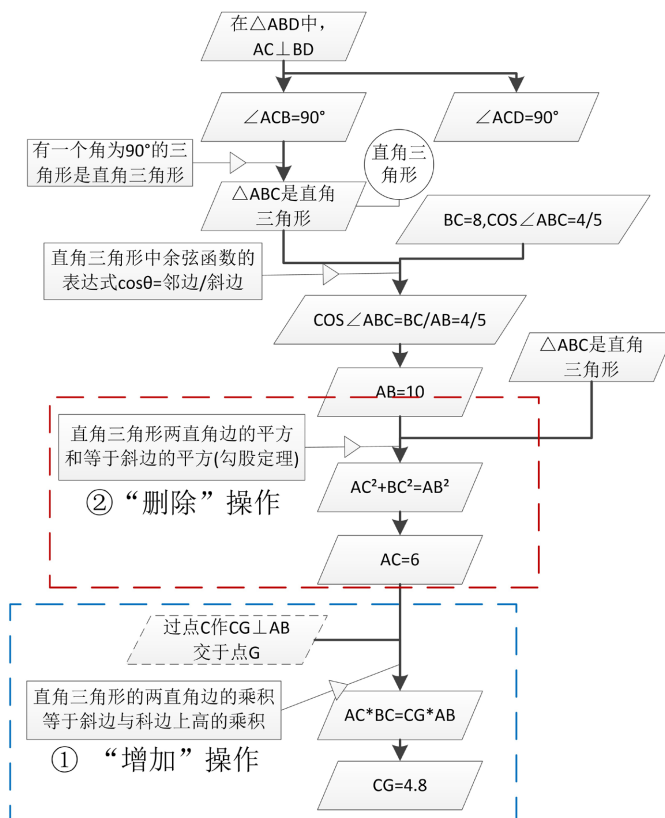 在△ABD中，
AC⊥BD
∠ACB=90°
∠ACD=90°
有一个角为90°的三
角形是直角三角形
直角三
角形
△ABC是直角
三角形
BC=8,COS∠ABC=4/5
直角三角形中余弦函数的
表达式cosθ=邻边/斜边
COS∠ABC=BC/AB=4/5
△ABC是直角
三角形
AB=10
直角三角形两直角边的平方
和等于斜边的平方(勾股定理)
AC²+BC²=AB²
②“删除”操作
AC=6
过点C作CG⊥AB
交于点G
直角三角形的两直角边的乘积
等于斜边与科边上高的乘积
AC*BC=CG*AB
① “增加”操作
CG=4.8